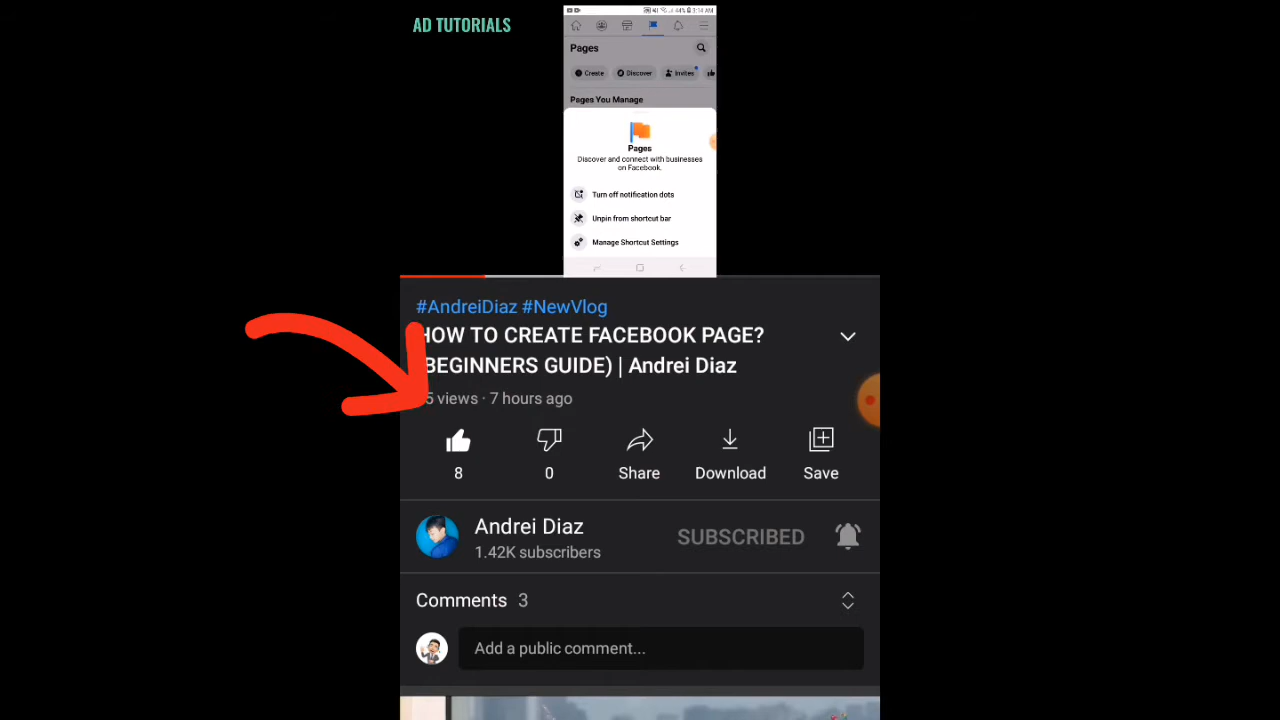 AD TUTORIALS
Pages
Create
Discover
Invites
Pages You Manage
Pages
Discover and connect with businesses
on Facebook.
Turn off notification dots
Unpin from shortcut bar
Manage Shortcut Settings
#AndreiDiaz #NewVlog
HOW TO CREATE FACEBOOK PAGE?
BEGINNERS GUIDE) | Andrei Diaz
views · 7 hours ago
8
0
Share
Download
Save
Andrei Diaz
1.42K subscribers
SUBSCRIBED
Comments 3
Add a public comment...